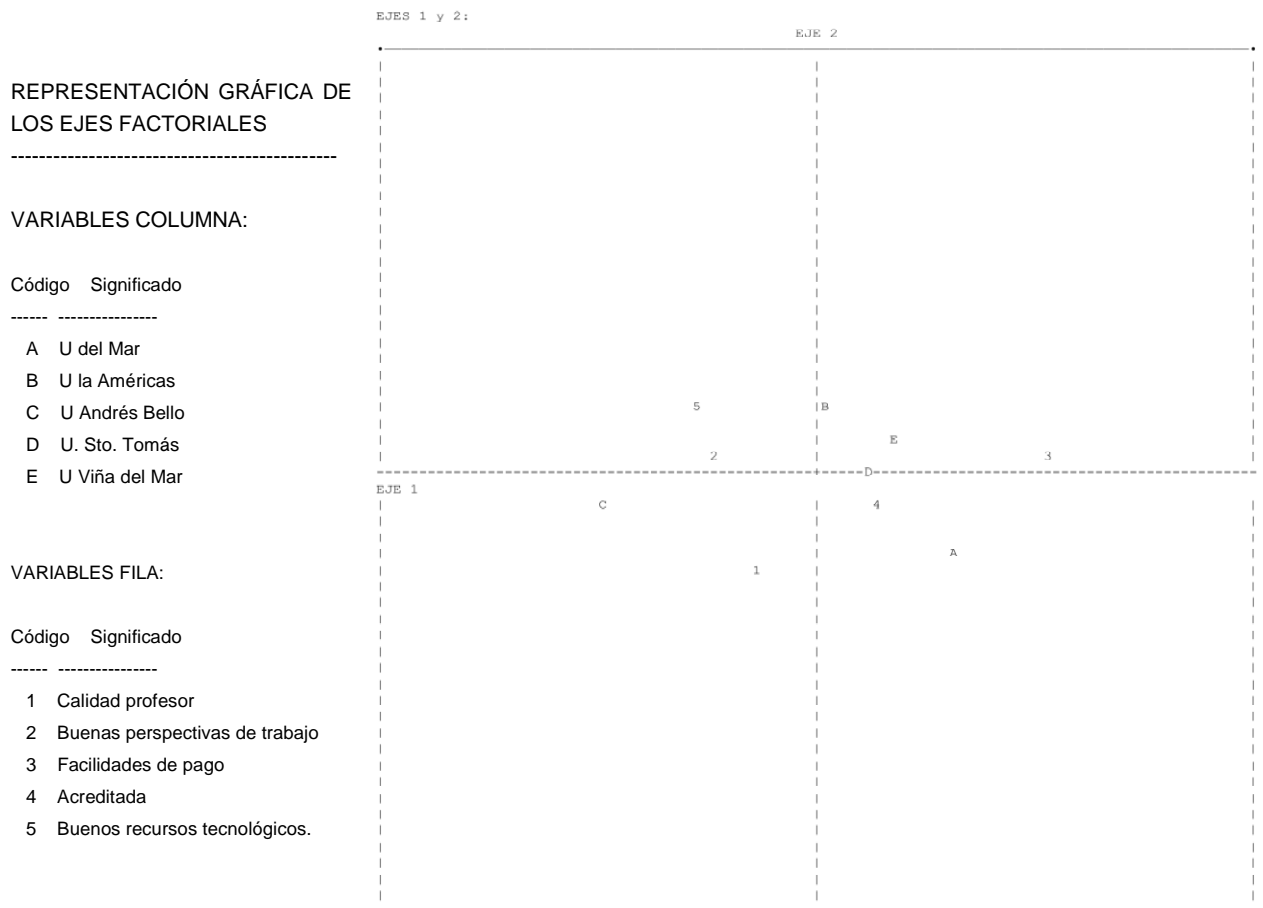 REPRESENTACIÓN GRÁFICA DE
LOS EJES FACTORIALES
-----------------------------------------------
VARIABLES COLUMNA:
Código Significado
------ ----------------
A U del Mar
B U la Américas
C U Andrés Bello
D U. Sto. Tomás
E U Viña del Mar
VARIABLES FILA:
Código Significado
------ ----------------
1 Calidad profesor
2 Buenas perspectivas de trabajo
3 Facilidades de pago
4 Acreditada
5 Buenos recursos tecnológicos.
EJES 1 y 2:
EJE 2
5 B
E
2 3
D
EJE 1
C 4
A
1